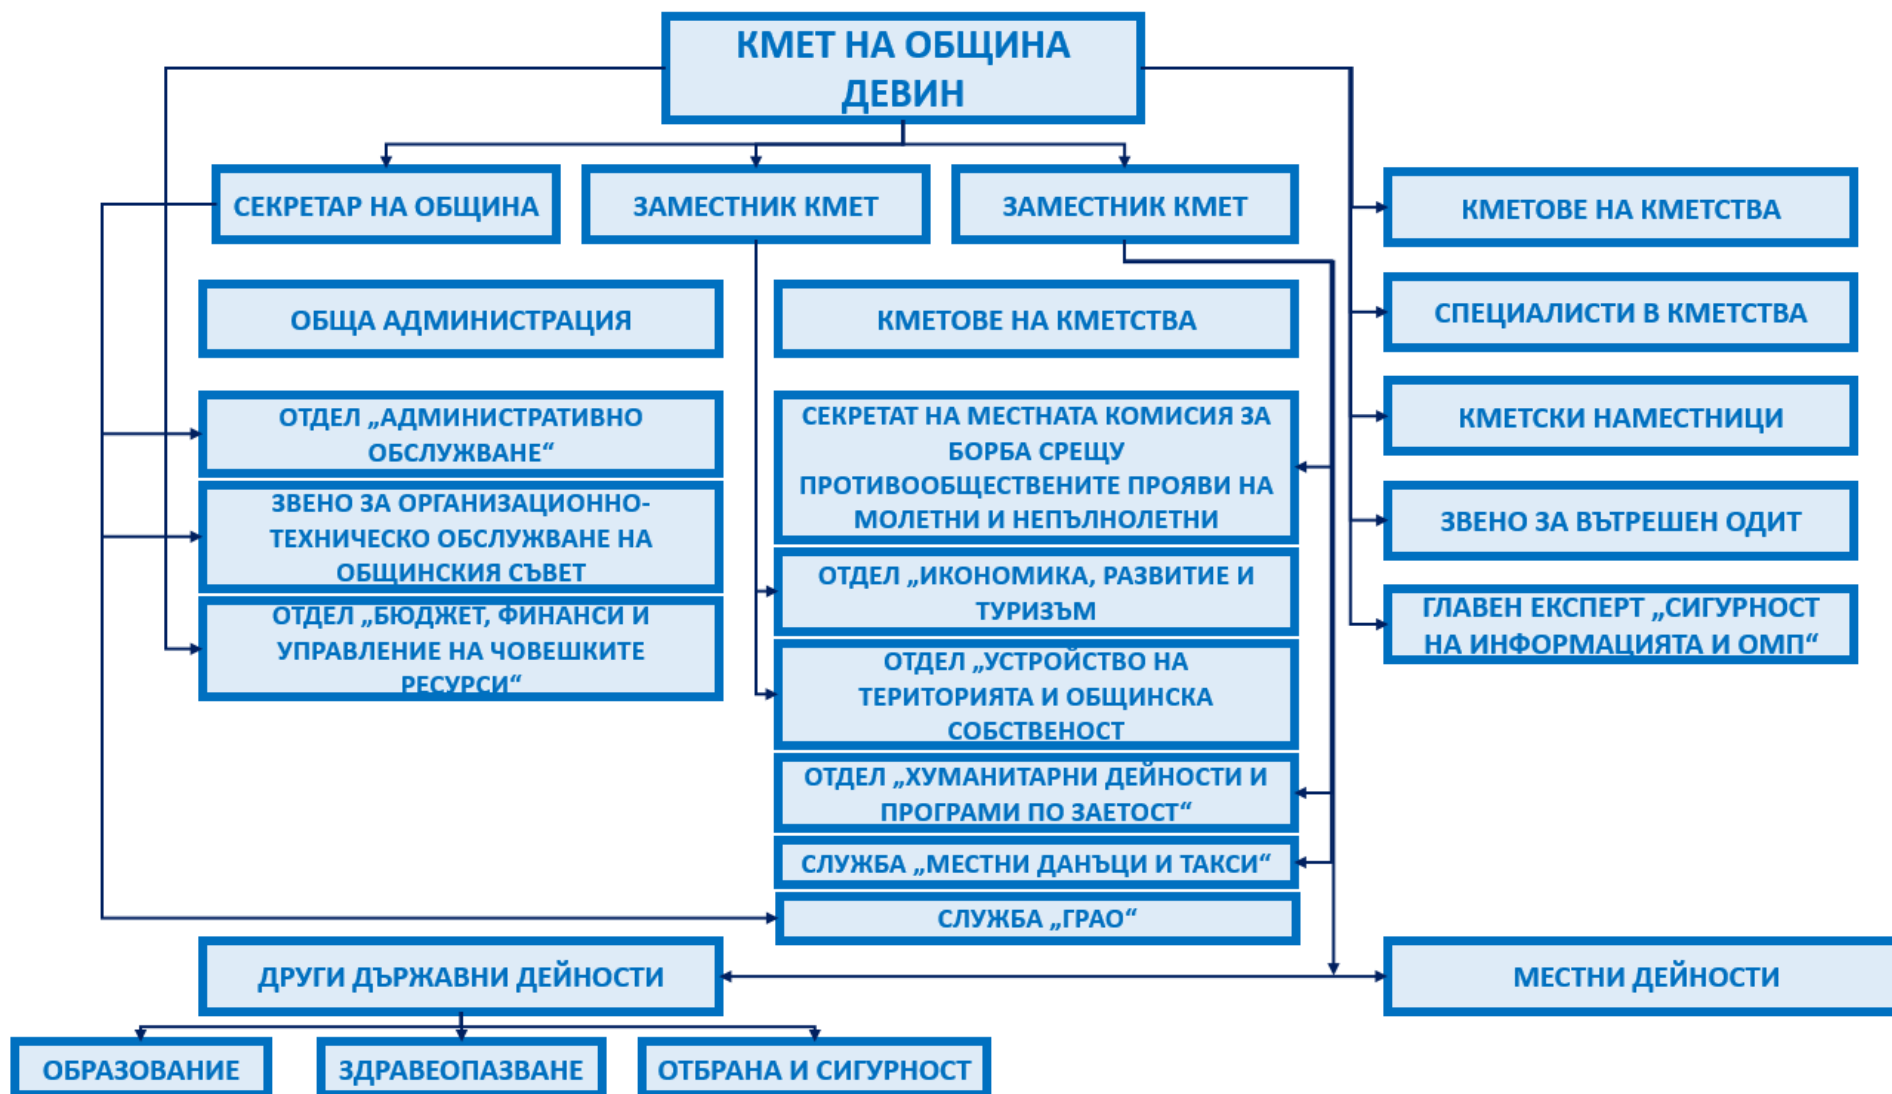 КМЕТ НА ОБЩИНА
ДЕВИН
СЕКРЕТАР НА ОБЩИНА
ЗАМЕСТНИК КМЕТ
ЗАМЕСТНИК КМЕТ
КМЕТОВЕ НА КМЕТСТВА
СПЕЦИАЛИСТИ В КМЕТСТВА
КМЕТСКИ НАМЕСТНИЦИ
ЗВЕНО ЗА ВЪТРЕШЕН ОДИТ
ГЛАВЕН ЕКСПЕРТ „СИГУРНОСТ
НА ИНФОРМАЦИЯТА И ОМП“
ОБЩА АДМИНИСТРАЦИЯ
ОТДЕЛ „АДМИНИСТРАТИВНО
ОБСЛУЖВАНЕ“
ЗВЕНО ЗА ОРГАНИЗАЦИОННО-
ТЕХНИЧЕСКО ОБСЛУЖВАНЕ НА
ОБЩИНСКИЯ СЪВЕТ
ОТДЕЛ „БЮДЖЕТ, ФИНАНСИ И
УПРАВЛЕНИЕ НА ЧОВЕШКИТЕ
РЕСУРСИ“
КМЕТОВЕ НА КМЕТСТВА
СЕКРЕТАТ НА МЕСТНАТА КОМИСИЯ ЗА
БОРБА СРЕЩУ
ПРОТИВООБЩЕСТВЕНИТЕ ПРОЯВИ НА
МОЛЕТНИ И НЕПЪЛНОЛЕТНИ
ОТДЕЛ „ИКОНОМИКА, РАЗВИТИЕ И
ТУРИЗЪМ
ОТДЕЛ „УСТРОЙСТВО НА
ТЕРИТОРИЯТА И ОБЩИНСКА
СОБСТВЕНОСТ
ОТДЕЛ „ХУМАНИТАРНИ ДЕЙНОСТИ И
ПРОГРАМИ ПО ЗАЕТОСТ“
СЛУЖБА „МЕСТНИ ДАНЪЦИ И ТАКСИ“
СЛУЖБА „ГРАО“
ДРУГИ ДЪРЖАВНИ ДЕЙНОСТИ
МЕСТНИ ДЕЙНОСТИ
ОБРАЗОВАНИЕ
ЗДРАВЕОПАЗВАНЕ
ОТБРАНА И СИГУРНОСТ